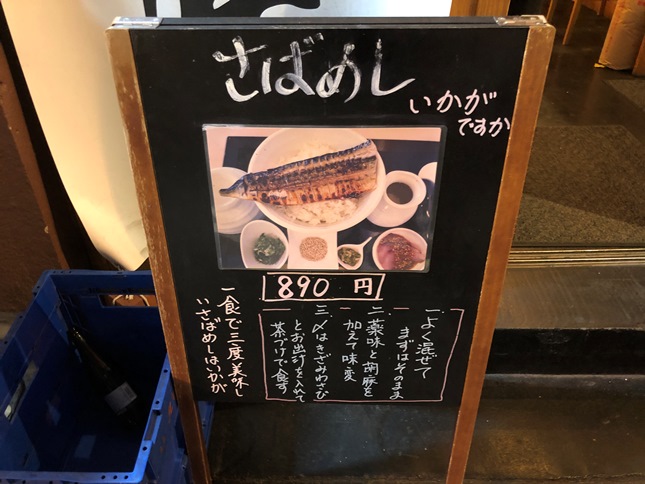 さばめし
いかが
ですか
890 円
一、よく混ぜて
まずはそのまま
二、薬味と胡麻を
加えて味変
三、〆はきざみわさび
とお出汁を入れて
茶づけで食す
一食で三度美味し
いさばめしはいかが